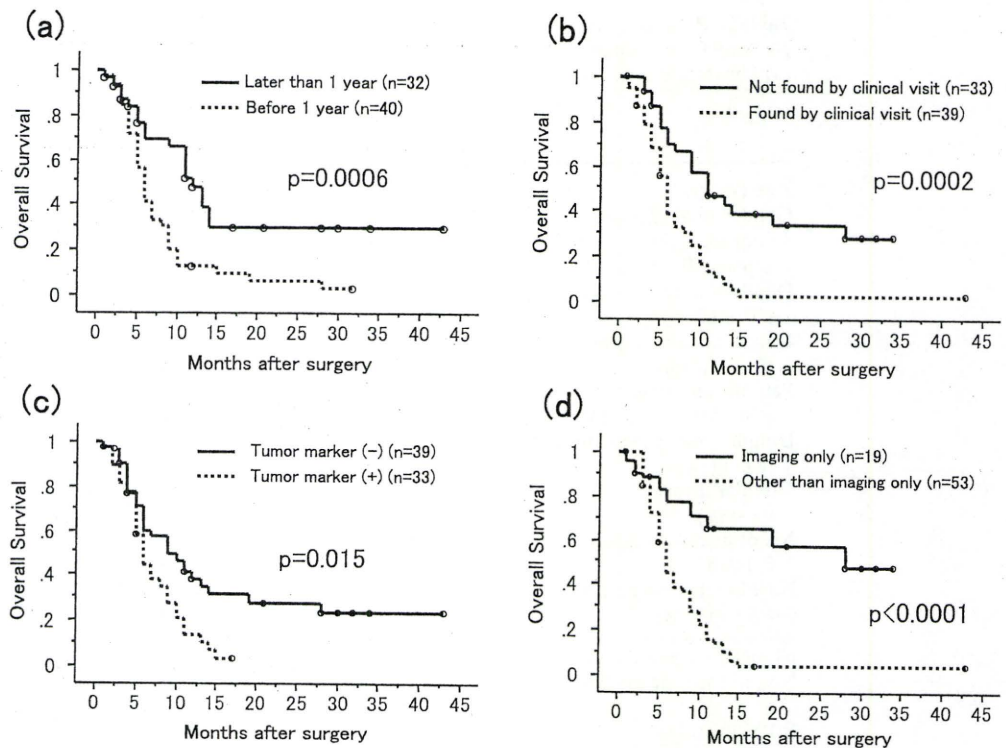 (a)
Later than 1 year (n=32)
Before 1 year (n=40)
p=0.0006
Overall Survival
1
.8
.6
.4
.2
0
0 5 10 15 20 25 30 35 40 45
Months after surgery
(b)
Not found by clinical visit (n=33)
Found by clinical visit (n=39)
p=0.0002
Overall Survival
1
.8
.6
.4
.2
0
0 5 10 15 20 25 30 35 40 45
Months after surgery
(c)
Tumor marker (-) (n=39)
Tumor marker (+) (n=33)
p=0.015
Overall Survival
1
.8
.6
.4
.2
0
0 5 10 15 20 25 30 35 40 45
Months after surgery
(d)
Imaging only (n=19)
Other than imaging only (n=53)
p<0.0001
Overall Survival
1
.8
.6
.4
.2
0
0 5 10 15 20 25 30 35 40 45
Months after surgery